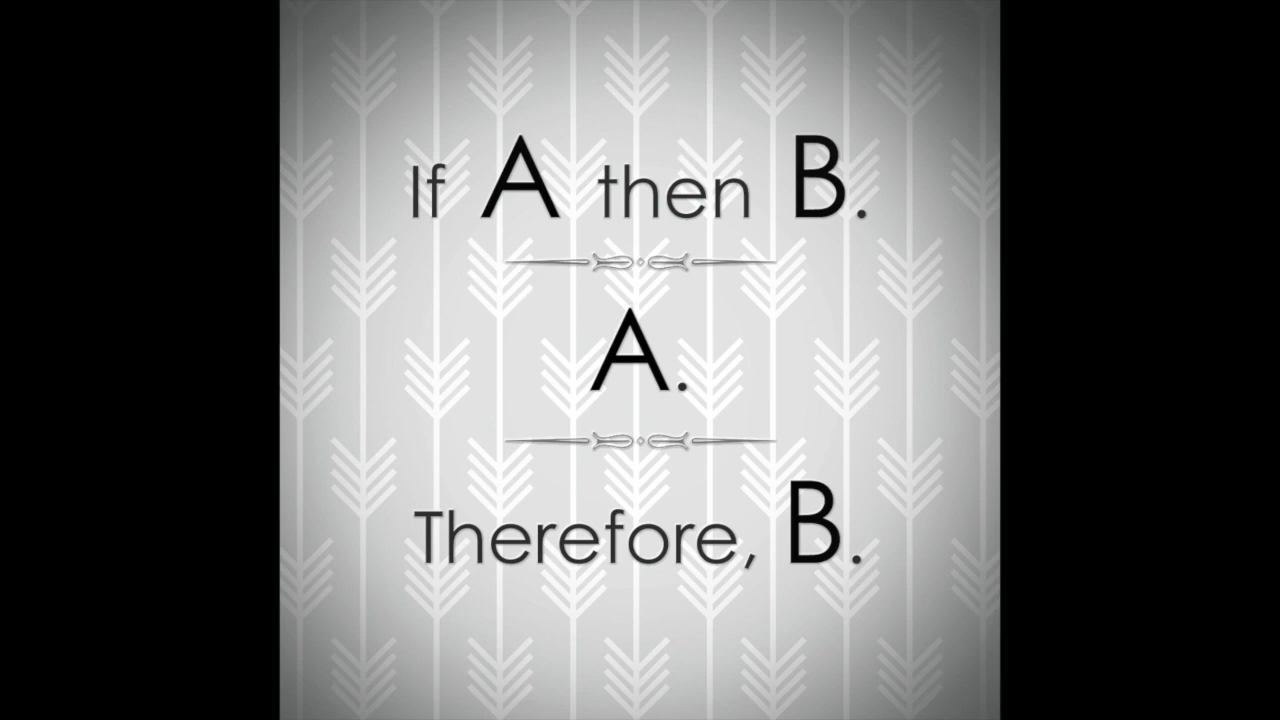 If A then B.
A.
Therefore, B.